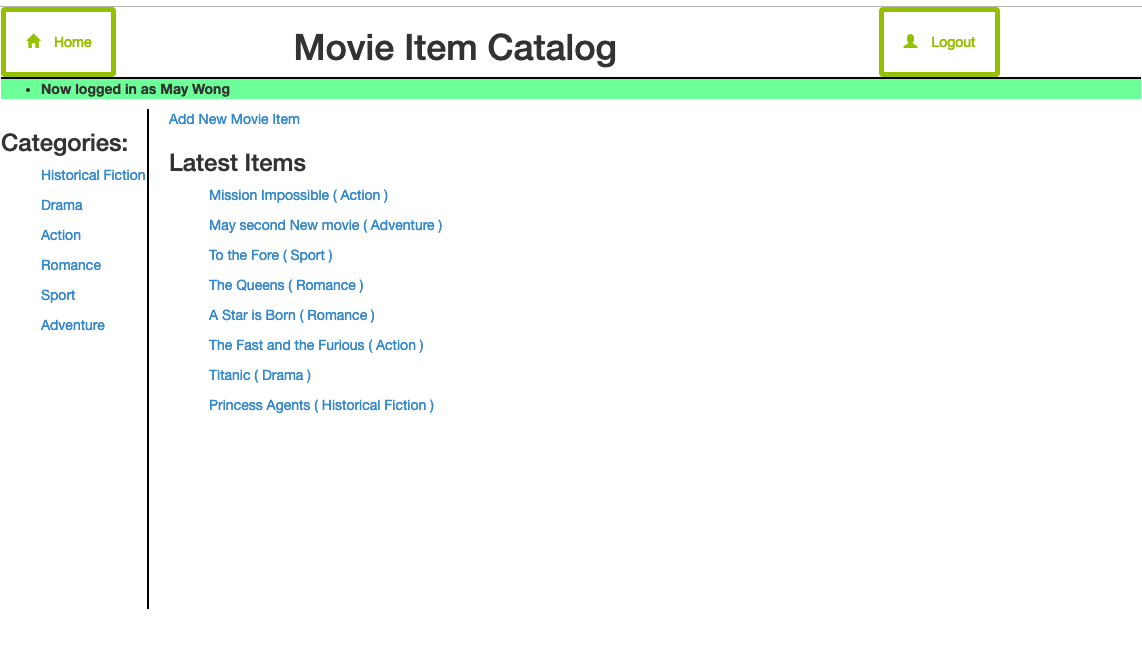 Home
Movie Item Catalog
Logout
Now logged in as May Wong
Categories:
Historical Fiction
Drama
Action
Romance
Sport
Adventure
Add New Movie Item
Latest Items
Mission Impossible ( Action )
May second New movie ( Adventure )
To the Fore ( Sport )
The Queens ( Romance )
A Star is Born ( Romance )
The Fast and the Furious ( Action )
Titanic ( Drama )
Princess Agents ( Historical Fiction )